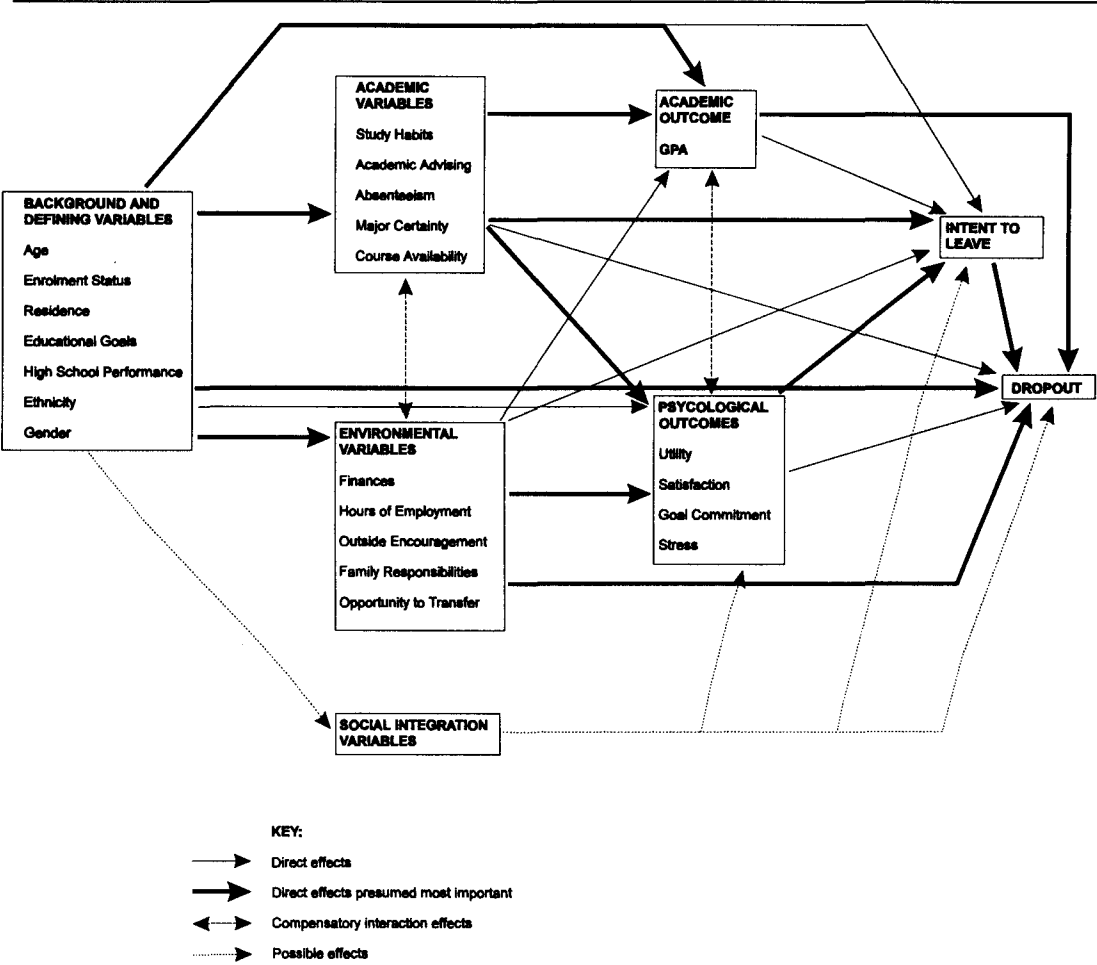 BACKGROUND AND
DEFINING VARIABLES
Age
Enrolment Status
Residence
Educational Goals
High School Performance
Ethnicity
Gender
ACADEMIC
VARIABLES
Study Habits
Academic Advising
Absenteeism
Major Certainty
Course Availability
ENVIRONMENTAL
VARIABLES
Finances
Hours of Employment
Outside Encouragement
Family Responsibilities
Opportunity to Transfer
SOCIAL INTEGRATION
VARIABLES
ACADEMIC
OUTCOME
GPA
PSYCOLOGICAL
OUTCOMES
Utility
Satisfaction
Goal Commitment
Stress
INTENT TO
LEAVE
DROPOUT
KEY:
Direct effects
Direct effects presumed most important
Compensatory interaction effects
Possible effects